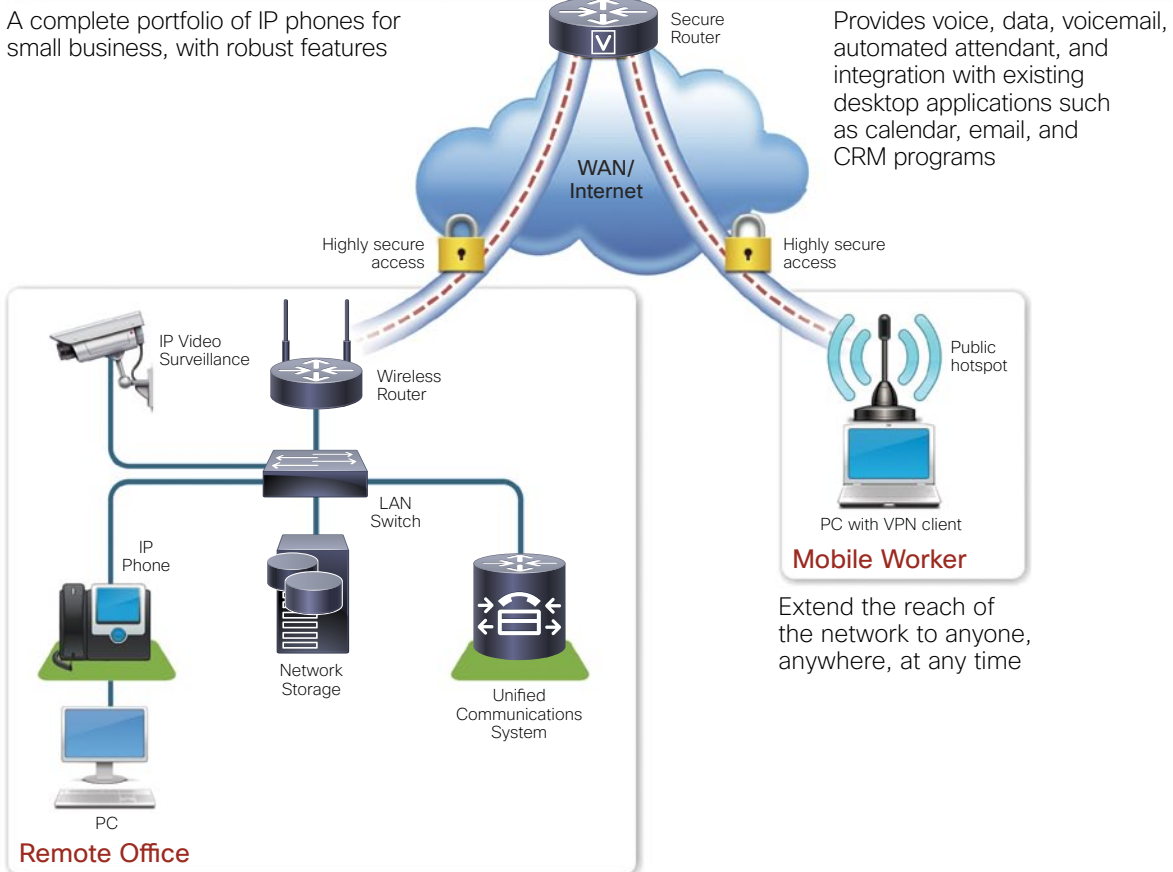 A complete portfolio of IP phones for
small business, with robust features
Secure
Router
V
Provides voice, data, voicemail,
automated attendant, and
integration with existing
desktop applications such
as calendar, email, and
CRM programs
WAN/
Internet
Highly secure
access
Highly secure
access
IP Video
Surveillance
Wireless
Router
LAN
Switch
IP
Phone
Network
Storage
Unified
Communications
System
PC
Remote Office
Public
hotspot
PC with VPN client
Mobile Worker
Extend the reach of
the network to anyone,
anywhere, at any time